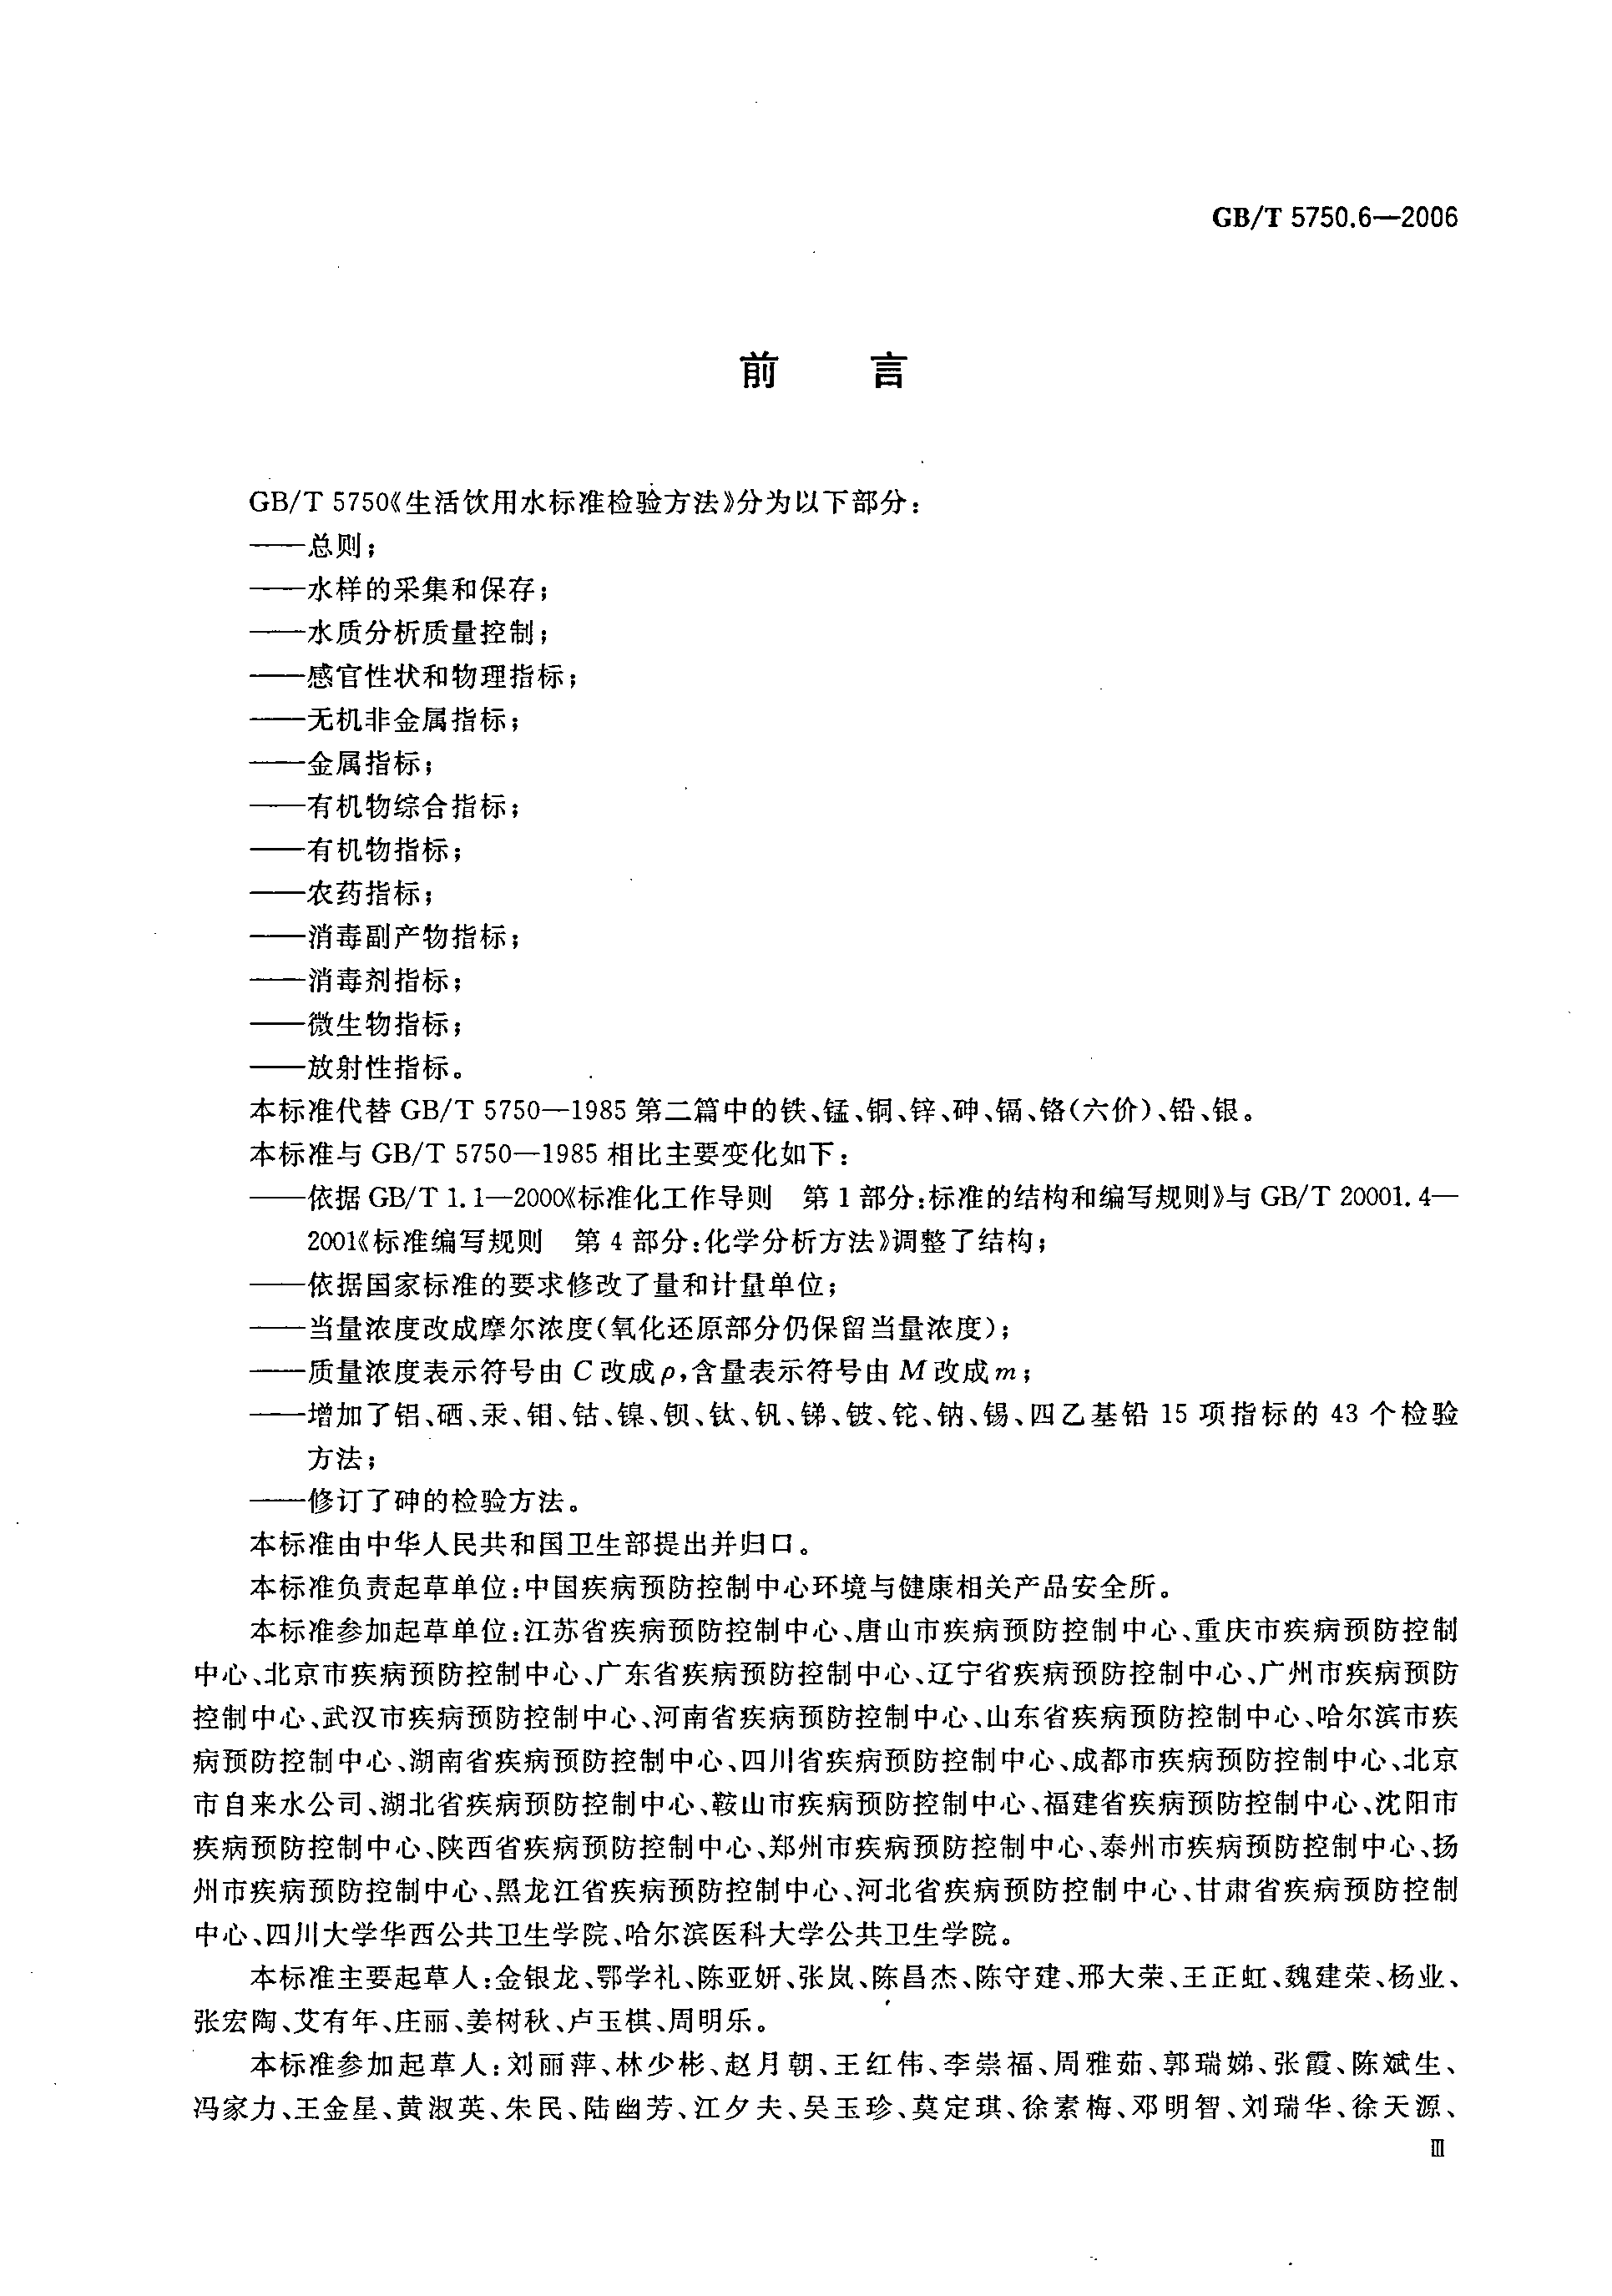 GB/T 5750.6—2006
前 言
GB/T 5750《生活饮用水标准检验方法》分为以下部分:
——总则;
——水样的采集和保存;
——水质分析质量控制;
——感官性状和物理指标;
——无机非金属指标;
——金属指标;
——有机物综合指标;
——有机物指标;
——农药指标;
——消毒副产物指标;
——消毒剂指标;
——微生物指标;
——放射性指标。
本标准代替 GB/T 5750—1985 第二篇中的铁、锰、铜、锌、砷、镉、铬(六价)、铅、银。
本标准与 GB/T 5750—1985 相比主要变化如下:
——依据 GB/T 1.1—2000《标准化工作导则 第 1 部分:标准的结构和编写规则》与 GB/T 20001.4—
2001《标准编写规则 第 4 部分:化学分析方法》调整了结构;
——依据国家标准的要求修改了量和计量单位;
——当量浓度改成摩尔浓度(氧化还原部分仍保留当量浓度);
——质量浓度表示符号由 C 改成 ρ,含量表示符号由 M 改成 m;
——增加了铝、硒、汞、钼、钴、镍、钡、钛、钒、锑、铍、铊、钠、锡、四乙基铅 15 项指标的 43 个检验
方法;
——修订了砷的检验方法。
本标准由中华人民共和国卫生部提出并归口。
本标准负责起草单位:中国疾病预防控制中心环境与健康相关产品安全所。
本标准参加起草单位:江苏省疾病预防控制中心、唐山市疾病预防控制中心、重庆市疾病预防控制
中心、北京市疾病预防控制中心、广东省疾病预防控制中心、辽宁省疾病预防控制中心、广州市疾病预防
控制中心、武汉市疾病预防控制中心、河南省疾病预防控制中心、山东省疾病预防控制中心、哈尔滨市疾
病预防控制中心、湖南省疾病预防控制中心、四川省疾病预防控制中心、成都市疾病预防控制中心、北京
市自来水公司、湖北省疾病预防控制中心、鞍山市疾病预防控制中心、福建省疾病预防控制中心、沈阳市
疾病预防控制中心、陕西省疾病预防控制中心、郑州市疾病预防控制中心、泰州市疾病预防控制中心、扬
州市疾病预防控制中心、黑龙江省疾病预防控制中心、河北省疾病预防控制中心、甘肃省疾病预防控制
中心、四川大学华西公共卫生学院、哈尔滨医科大学公共卫生学院。
本标准主要起草人:金银龙、鄂学礼、陈亚妍、张岚、陈昌杰、陈守建、邢大荣、王正虹、魏建荣、杨业、
张宏陶、艾有年、庄丽、姜树秋、卢玉棋、周明乐。
本标准参加起草人:刘丽萍、林少彬、赵月朝、王红伟、李崇福、周雅茹、郭瑞娣、张霞、陈斌生、
冯家力、王金星、黄淑英、朱民、陆幽芳、江夕夫、吴玉珍、莫定琪、徐素梅、邓明智、刘瑞华、徐天源、
Ⅲ